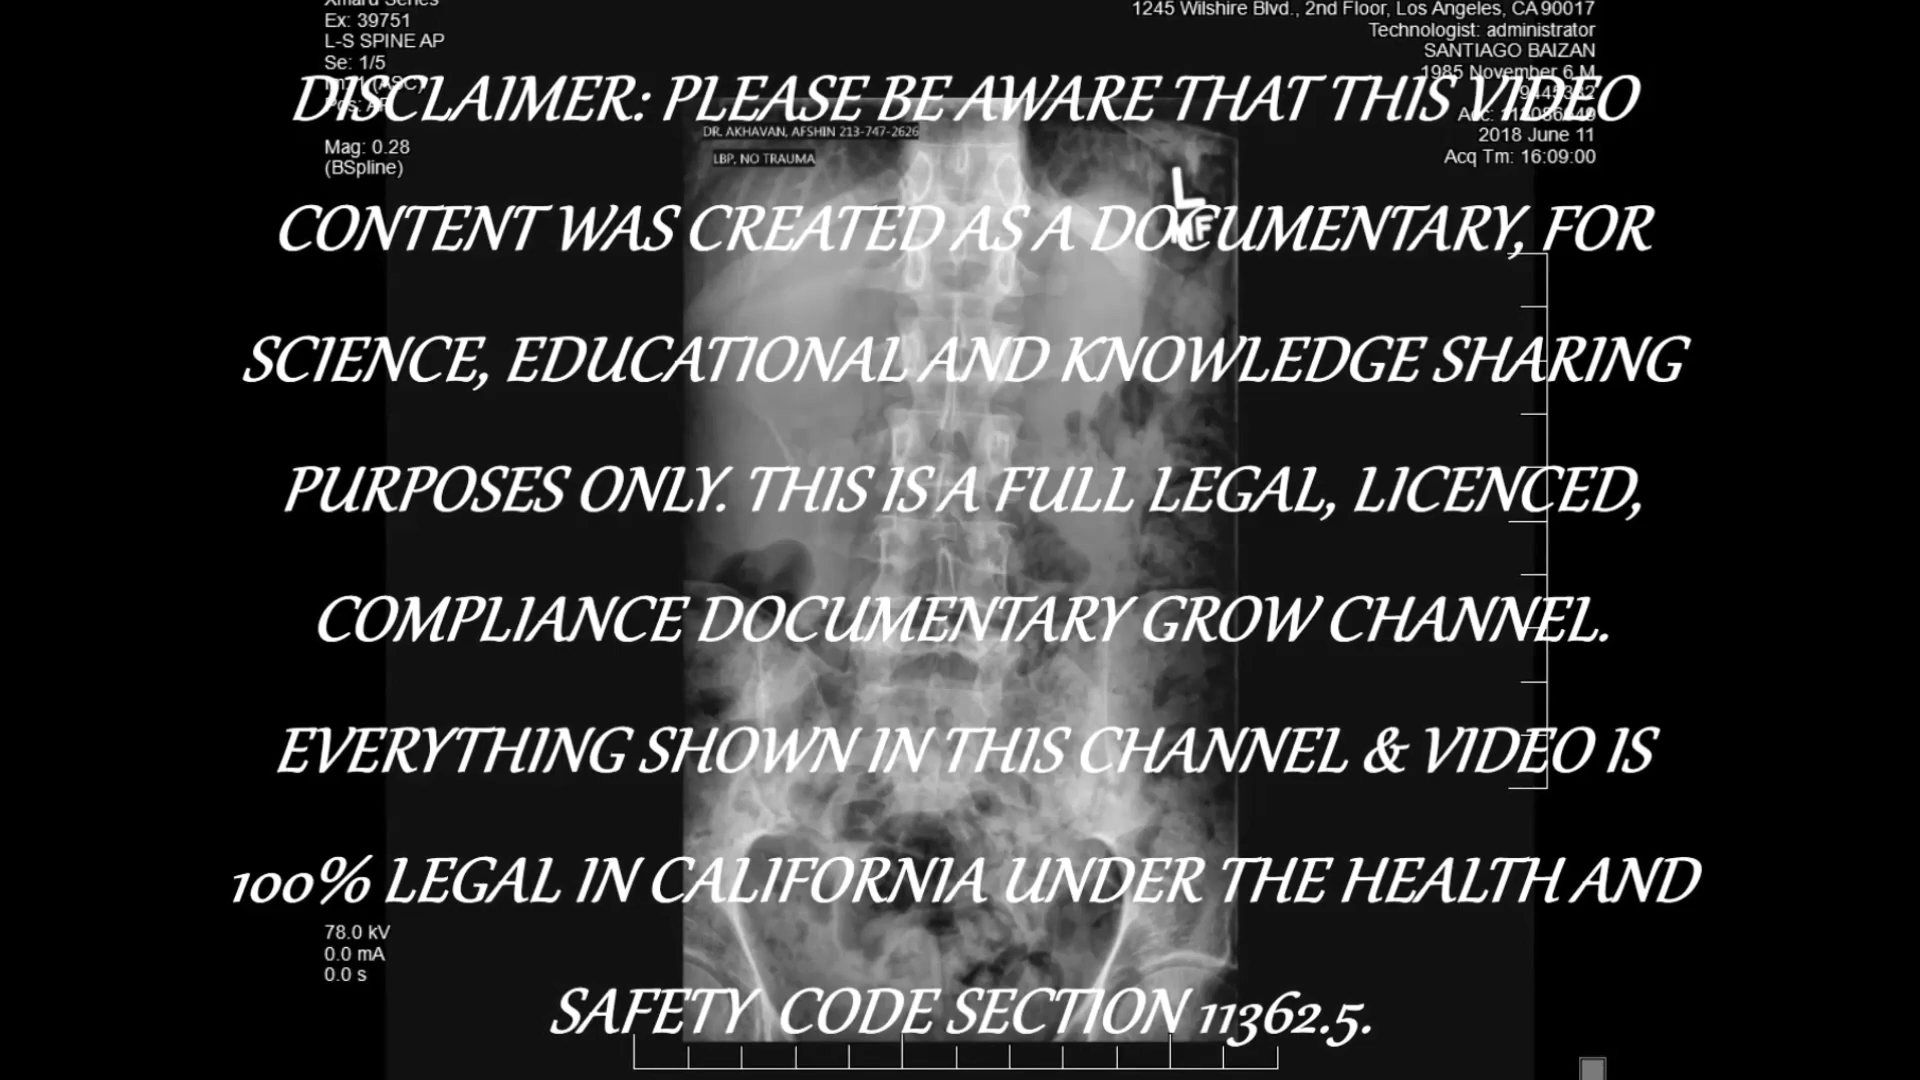 Ex: 39751
L-S SPINE AP
Se: 1/5
Mag: 0.28
(BSpline)
1245 Wilshire Blvd., 2nd Floor, Los Angeles, CA 90017
Technologist: administrator
SANTIAGO BAIZAN
1985 November 6 M
2018 June 11
Acq Tm: 16:09:00
DR. AKHAVAN, AFSHIN 213-747-2626
LBP, NO TRAUMA
L
MF
DISCLAIMER: PLEASE BE AWARE THAT THIS VIDEO
CONTENT WAS CREATED AS A DOCUMENTARY, FOR
SCIENCE, EDUCATIONAL AND KNOWLEDGE SHARING
PURPOSES ONLY. THIS IS A FULL LEGAL, LICENCED,
COMPLIANCE DOCUMENTARY GROW CHANNEL.
EVERYTHING SHOWN IN THIS CHANNEL & VIDEO IS
100% LEGAL IN CALIFORNIA UNDER THE HEALTH AND
SAFETY CODE SECTION 11362.5.
78.0 kV
0.0 mA
0.0 s